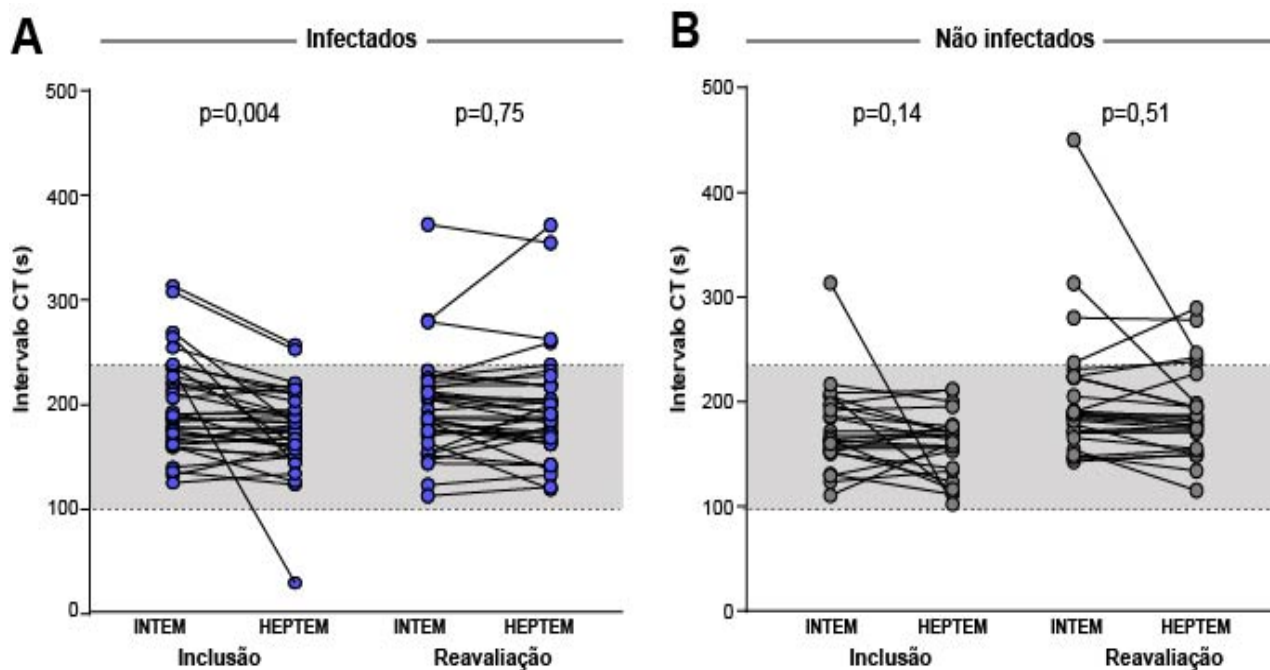 A
Infectados
Intervalo CT (s)
500
400
300
200
100
0
p=0,004
p=0,75
INTEM
HEPTEM
INTEM
HEPTEM
Inclusão
Reavaliação
B
Não infectados
Intervalo CT (s)
500
400
300
200
100
0
p=0,14
p=0,51
INTEM
HEPTEM
INTEM
HEPTEM
Inclusão
Reavaliação